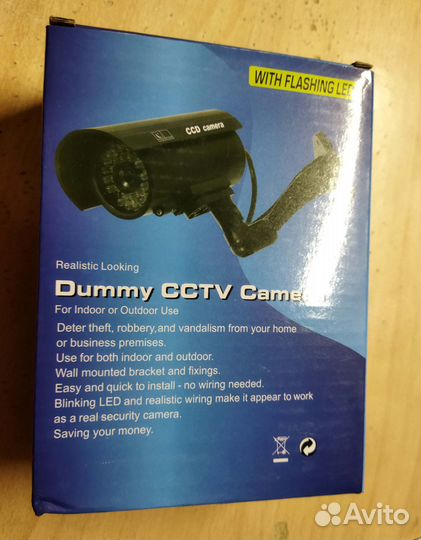 WITH FLASHING LE
CCD camera
Realistic Looking
Dummy CCTV Came
For Indoor or Outdoor Use
Deter theft, robbery,and vandalism from your home
or business premises.
Use for both indoor and outdoor.
Wall mounted bracket and fixings.
Easy and quick to install - no wiring needed.
Blinking LED and realistic wiring make it appear to work
as a real security camera.
Saving your money.
Avito